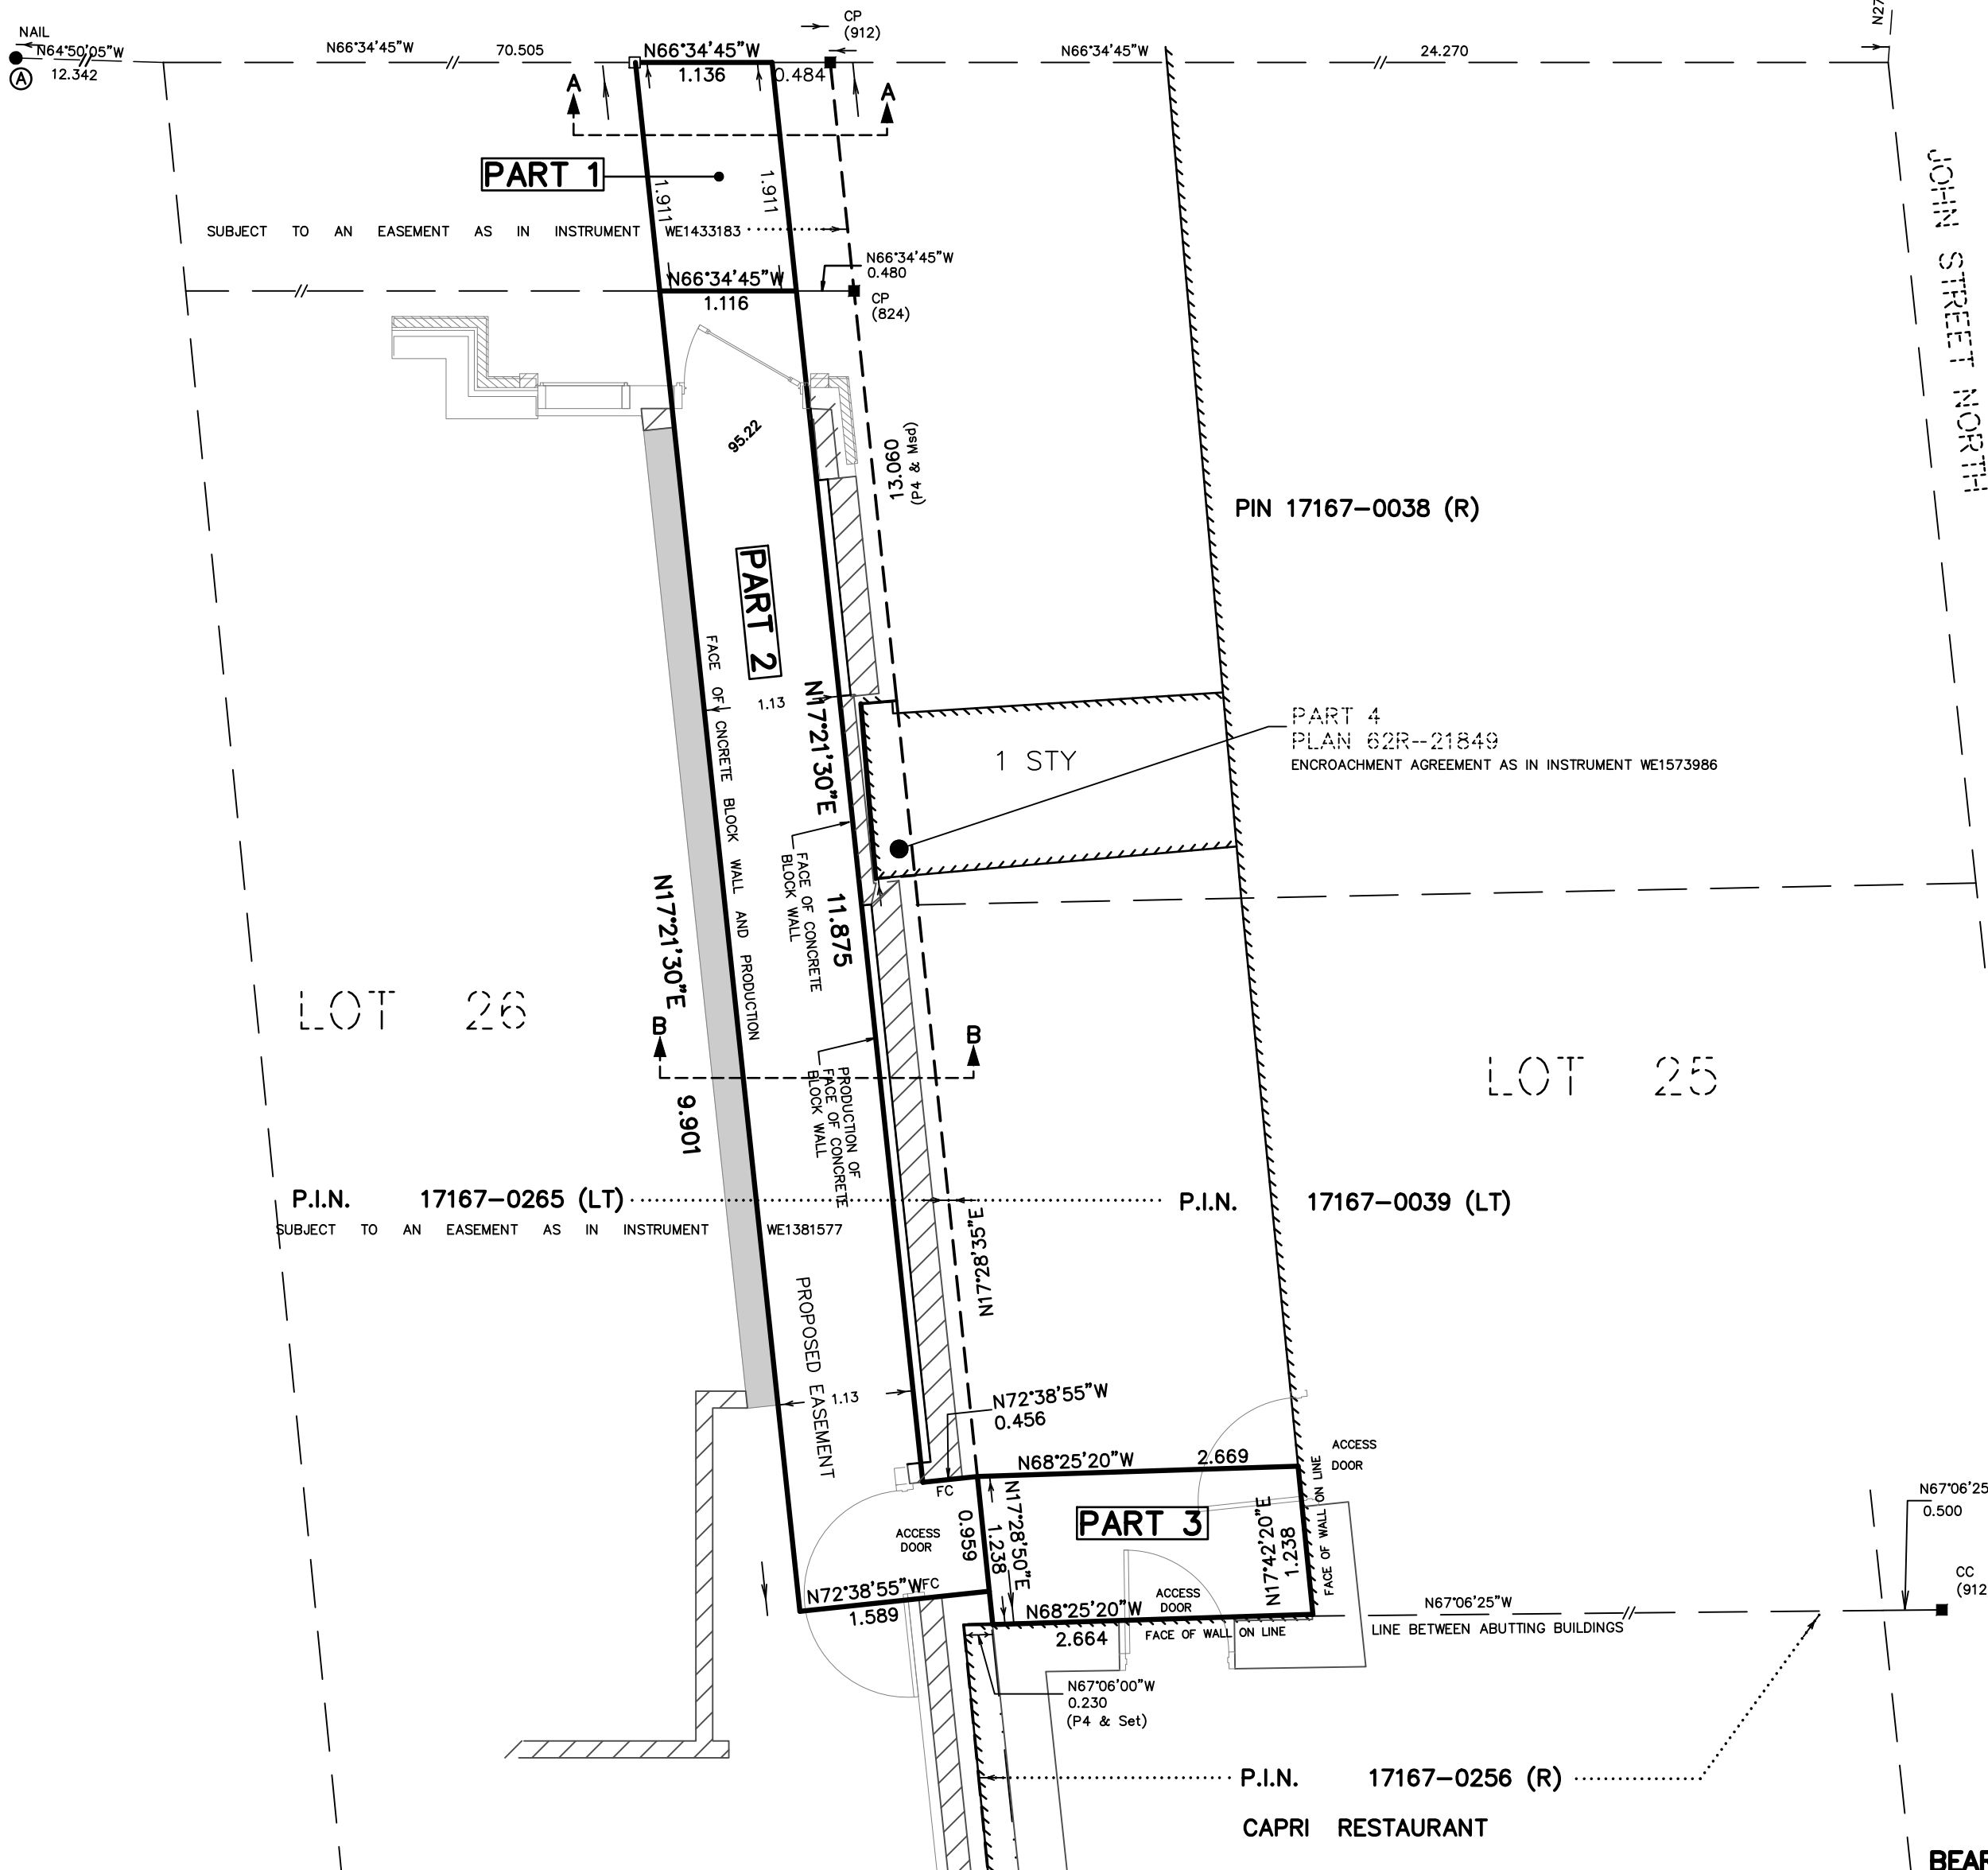 NAIL
N64°50'05"W
12.342
A
N66°34'45"W
70.505
N66°34'45"W
1.136
0.484
CP
(912)
N66°34'45"W
24.270
N27
A
A
PART 1
1.911
1.911
SUBJECT TO AN EASEMENT AS IN INSTRUMENT WE1433183
N66°34'45"W
0.480
N66°34'45"W
1.116
CP
(824)
JOHN STREET NORTH
95.22
13.060
(P4 & Msd)
PIN 17167-0038 (R)
PART 2
FACE OF CNCRETE BLOCK WALL AND PRODUCTION
1.13
N17°21'30"E
11.875
1 STY
PART 4
PLAN 62R--21849
ENCROACHMENT AGREEMENT AS IN INSTRUMENT WE1573986
FACE OF CONCRETE
BLOCK WALL
N17°21'30"E
9.901
LOT 26
B
B
LOT 25
PRODUCTION OF
FACE OF CONCRETE
BLOCK WALL
P.I.N. 17167-0265 (LT)
P.I.N. 17167-0039 (LT)
SUBJECT TO AN EASEMENT AS IN INSTRUMENT WE1381577
N17°28'35"E
PROPOSED EASEMENT
1.13
N72°38'55"W
0.456
N68°25'20"W
2.669
ACCESS
DOOR
FC
ACCESS
DOOR
0.959
N17°28'50"E
1.238
PART 3
N17°42'20"E
1.238
FACE OF WALL ON LINE
N67°06'25
0.500
CC
(912
N72°38'55"W
FC
1.589
N68°25'20"W
2.664
ACCESS
DOOR
FACE OF WALL ON LINE
N67°06'25"W
LINE BETWEEN ABUTTING BUILDINGS
N67°06'00"W
0.230
(P4 & Set)
P.I.N. 17167-0256 (R)
CAPRI RESTAURANT
BEAR